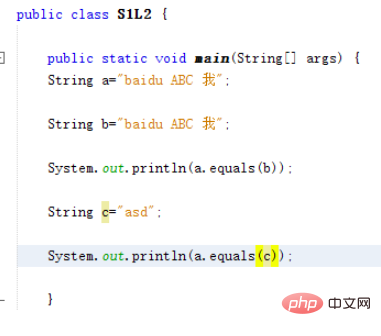 public class S1L2 {
public static void main(String[] args) {
String a="baidu ABC 我";
String b="baidu ABC 我";
System.out.println(a.equals(b));
String c="asd";
System.out.println(a.equals(c));
}
php 中文网